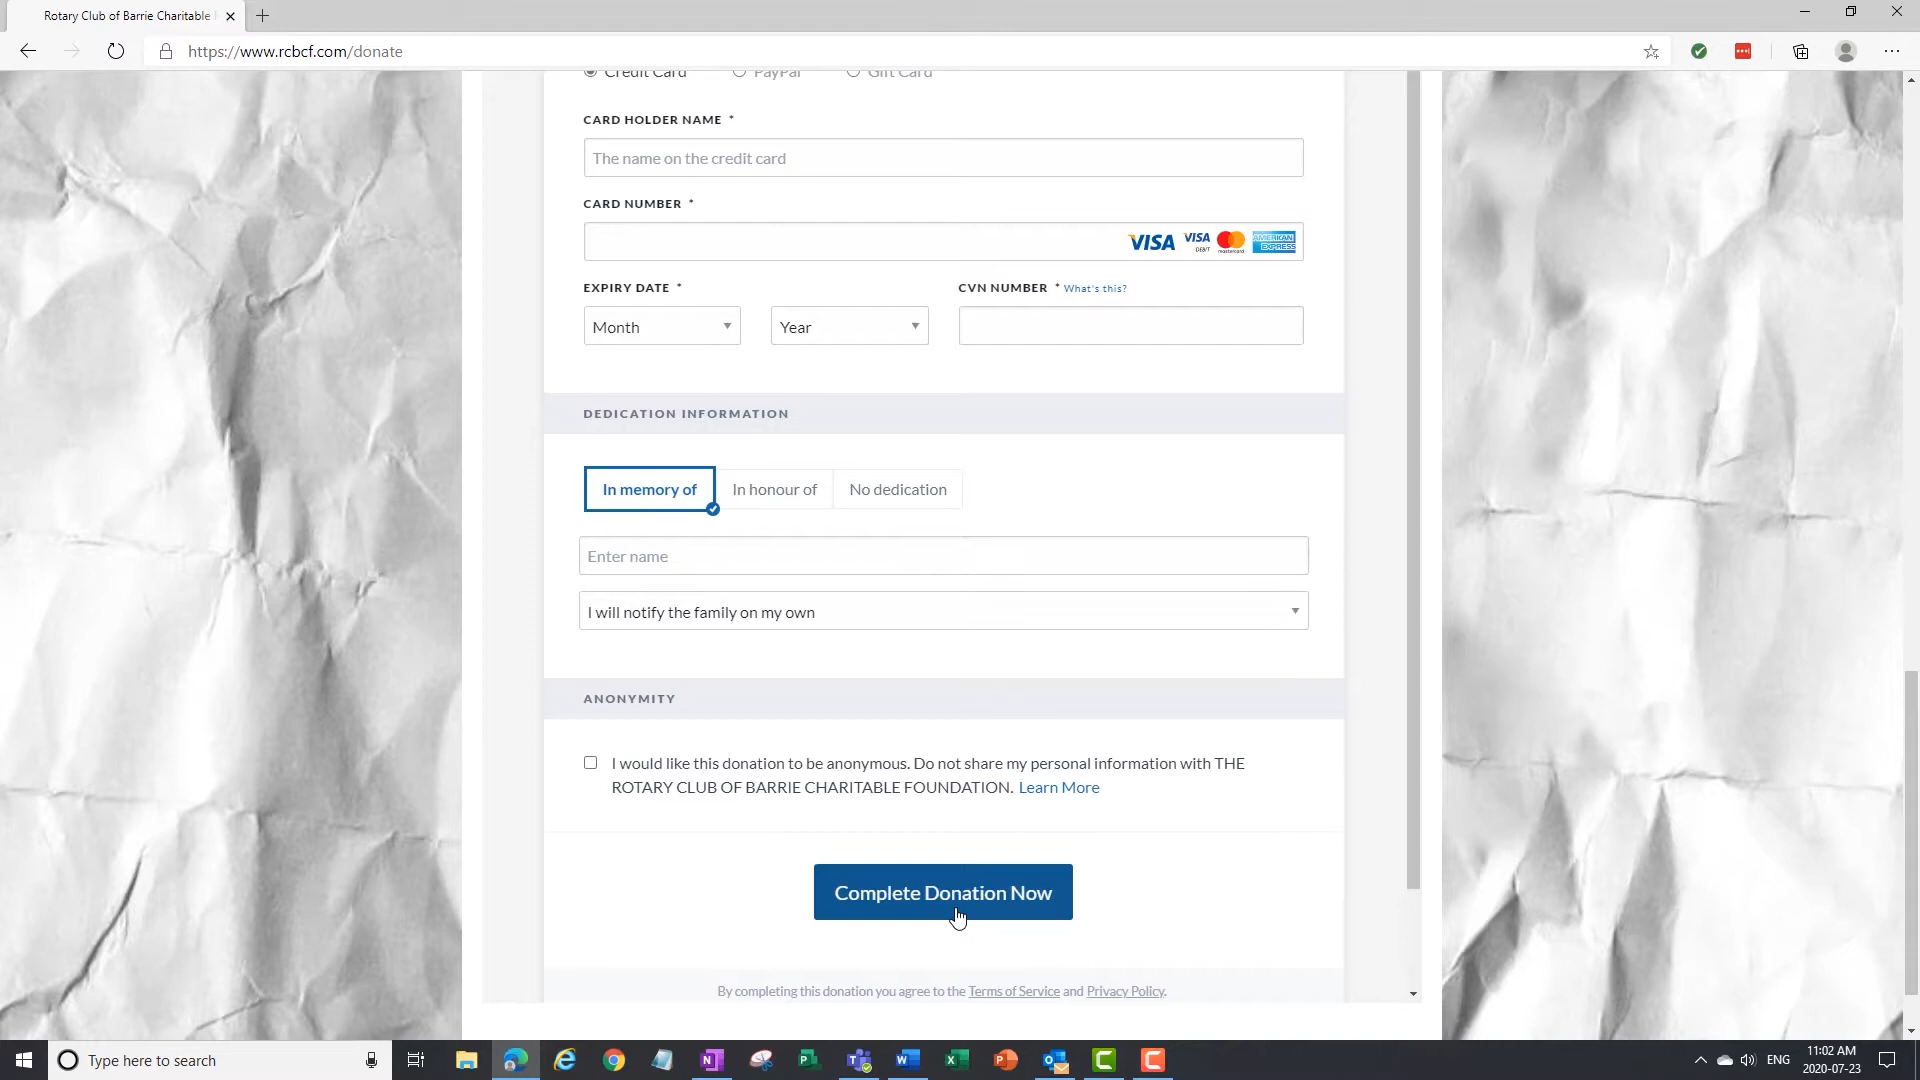 Rotary Club of Barrie Charitable
https://www.rcbcf.com/donate
Credit Card PayPal Gift Card
CARD HOLDER NAME *
The name on the credit card
CARD NUMBER *
VISA VISA DEBIT mastercard AMERICAN EXPRESS
EXPIRY DATE * CVN NUMBER * What's this?
Month Year
DEDICATION INFORMATION
In memory of In honour of No dedication
Enter name
I will notify the family on my own
ANONYMITY
I would like this donation to be anonymous. Do not share my personal information with THE
ROTARY CLUB OF BARRIE CHARITABLE FOUNDATION. Learn More
Complete Donation Now
By completing this donation you agree to the Terms of Service and Privacy Policy.
Type here to search
ENG
11:02 AM
2020-07-23